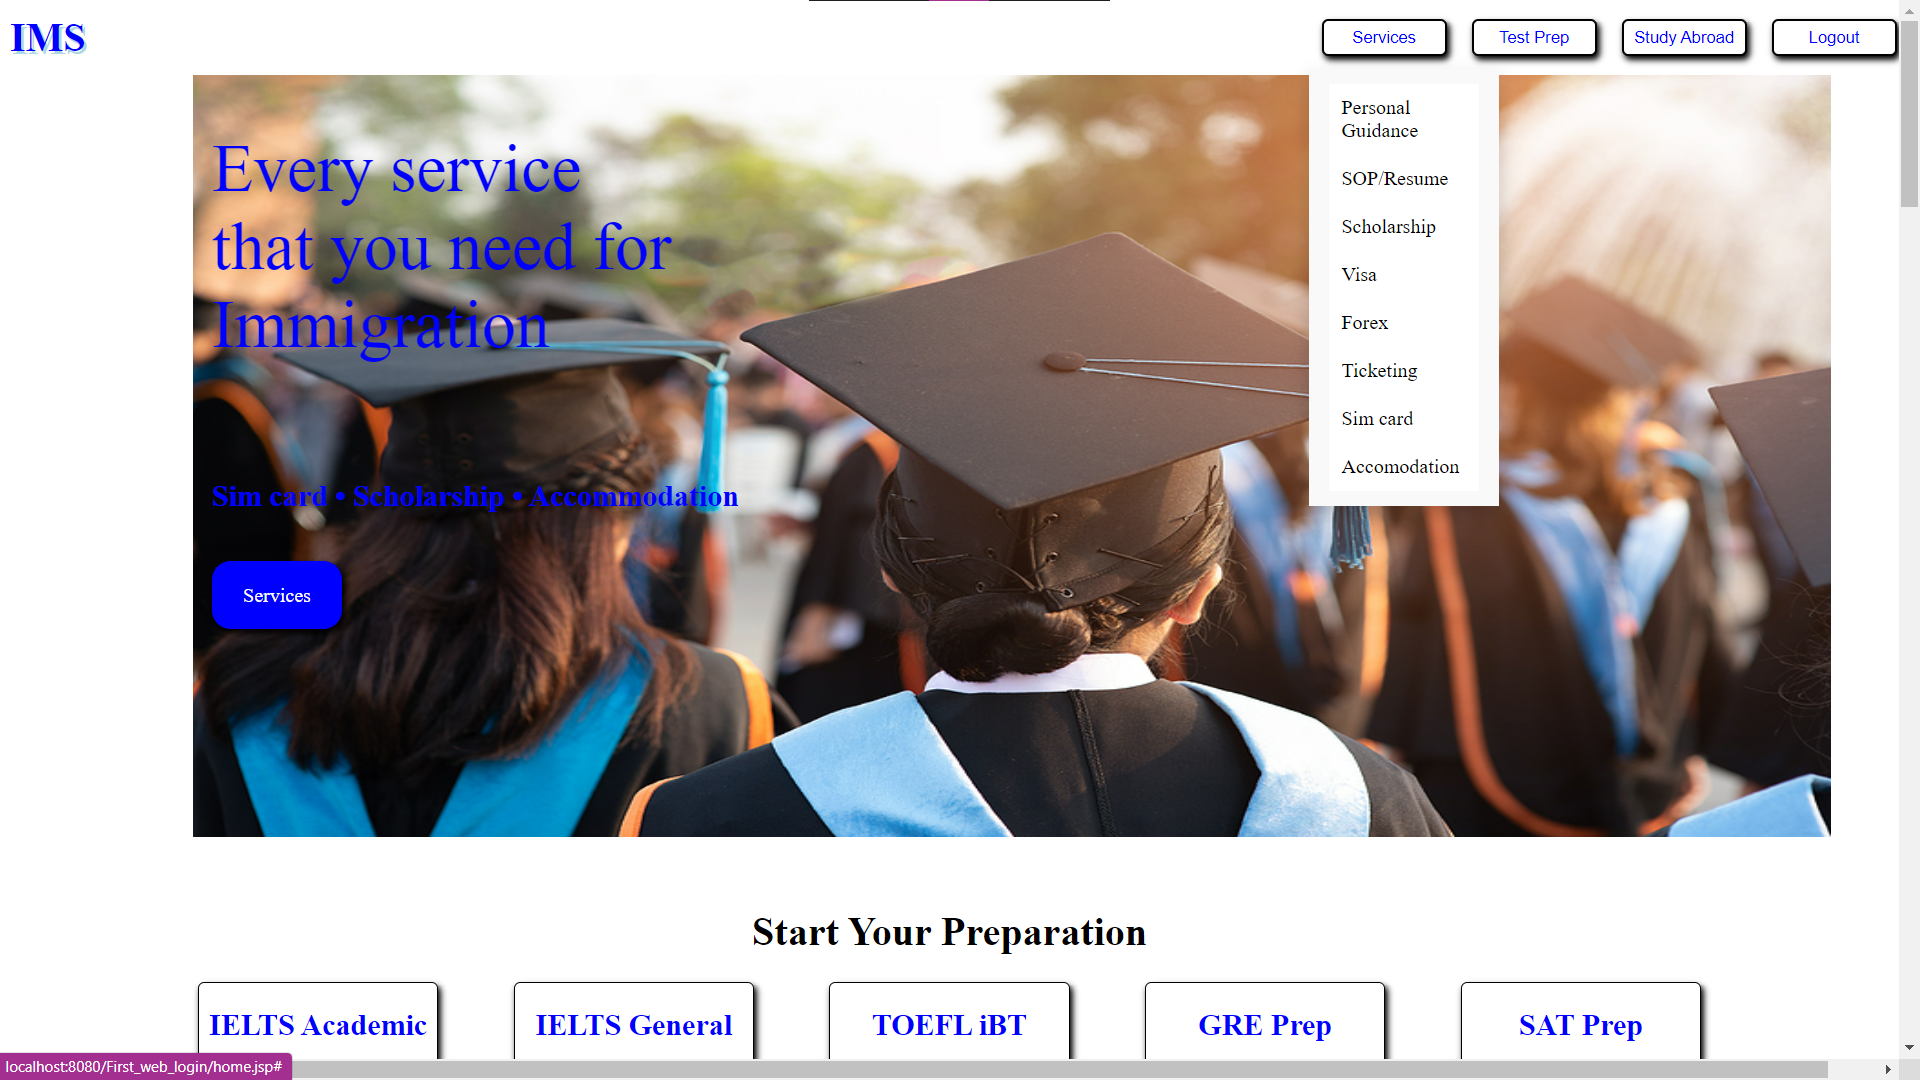 IMS
Services
Test Prep
Study Abroad
Logout
Personal
Guidance
SOP/Resume
Scholarship
Visa
Forex
Ticketing
Sim card
Accomodation
Every service
that you need for
Immigration
Sim card • Scholarship • Accommodation
Services
Start Your Preparation
IELTS Academic
IELTS General
TOEFL iBT
GRE Prep
SAT Prep
localhost:8080/First_web_login/home.jsp#